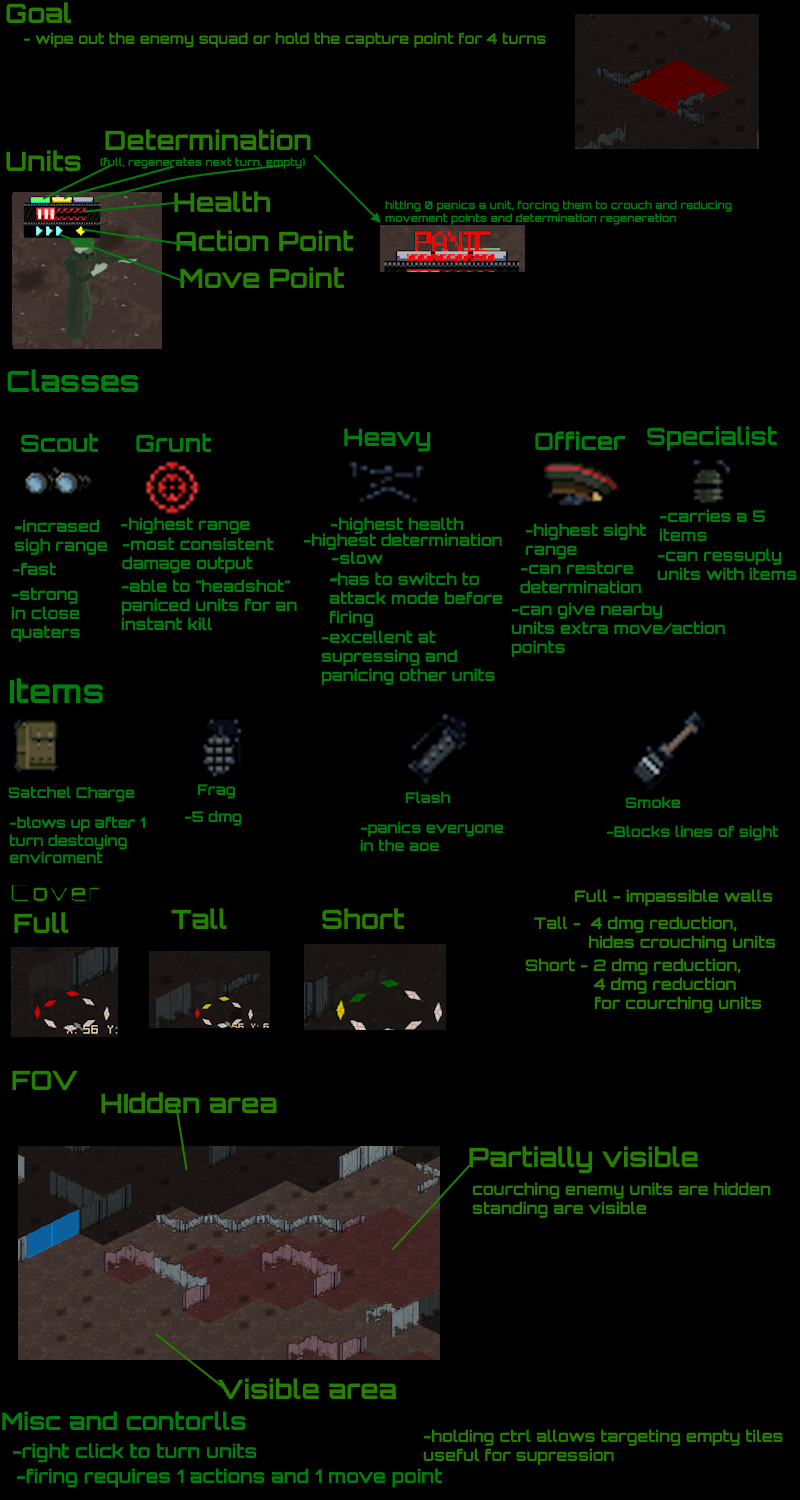 Goal
- wipe out the enemy squad or hold the capture point for 4 turns
Determination
(full, regenerates next turn, empty)
Units
Health
Action Point
Move Point
hitting 0 panics a unit, forcing them to crouch and reducing
movement points and determination regeneration
PANIC
Classes
Scout
-incrased
sigh range
-fast
-strong
in close
quaters
Grunt
-highest range
-most consistent
damage output
-able to "headshot"
paniced units for an
instant kill
Heavy
-highest health
-highest determination
-slow
-has to switch to
attack mode before
firing
-excellent at
supressing and
panicing other units
Officer
-highest sight
range
-can restore
determination
-can give nearby
units extra move/action
points
Specialist
-carries a 5
items
-can ressuply
units with items
Items
Satchel Charge
-blows up after 1
turn destoying
enviroment
Frag
-5 dmg
Flash
-panics everyone
in the aoe
Smoke
-Blocks lines of sight
Cover
Full
Tall
Short
X: 56 Y:
56 Y: 6
Full - impassible walls
Tall - 4 dmg reduction,
hides crouching units
Short - 2 dmg reduction,
4 dmg reduction
for courching units
FOV
HIdden area
Partially visible
courching enemy units are hidden
standing are visible
Visible area
Misc and contorlls
-right click to turn units
-firing requires 1 actions and 1 move point
-holding ctrl allows targeting empty tiles
useful for supression